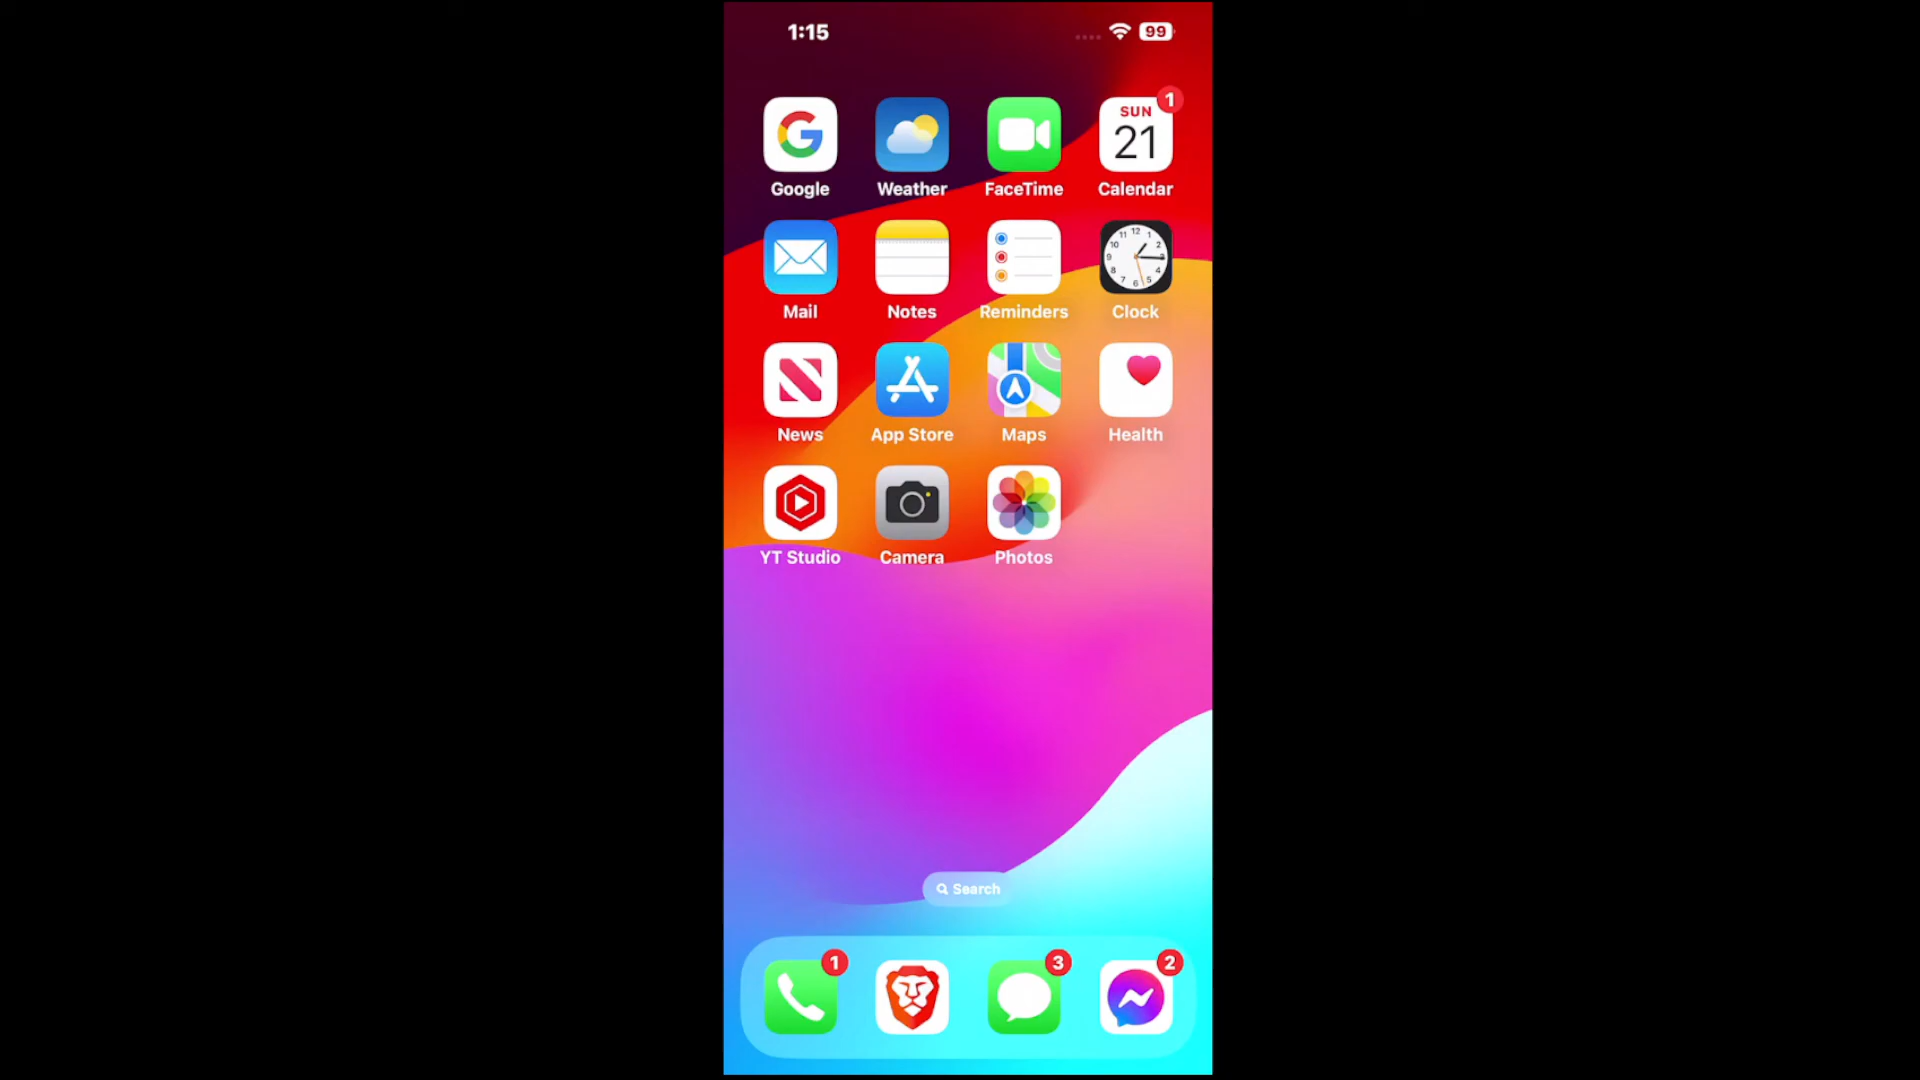 1:15
99
1
SUN
21
Google
Weather
FaceTime
Calendar
Mail
Notes
Reminders
Clock
News
App Store
Maps
Health
YT Studio
Camera
Photos
Search
1
3
2